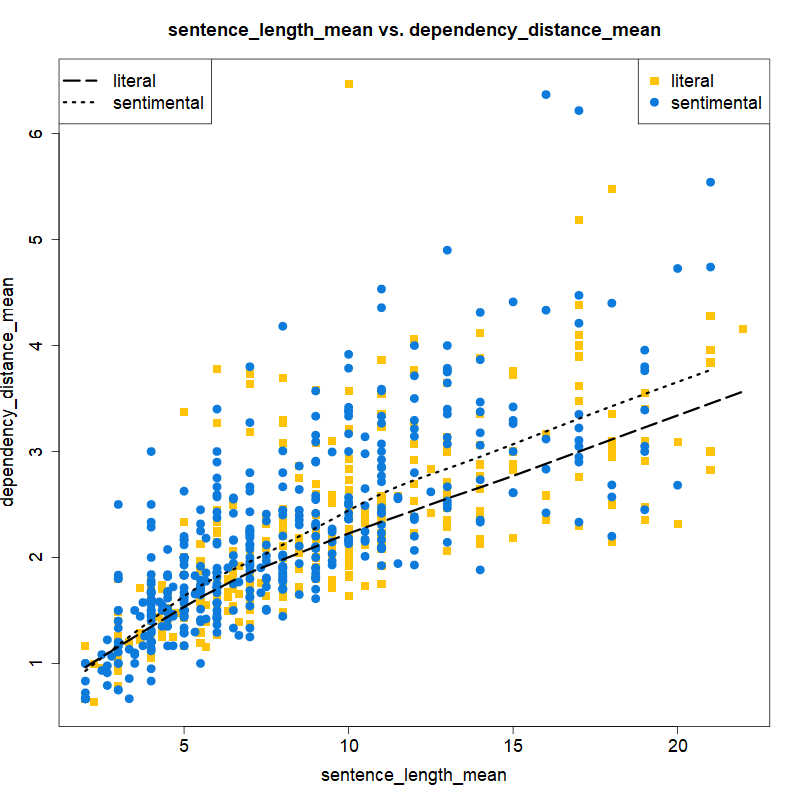 sentence_length_mean vs. dependency_distance_mean
literal
sentimental
literal
sentimental
dependency_distance_mean
6
5
4
3
2
1
5 10 15 20
sentence_length_mean